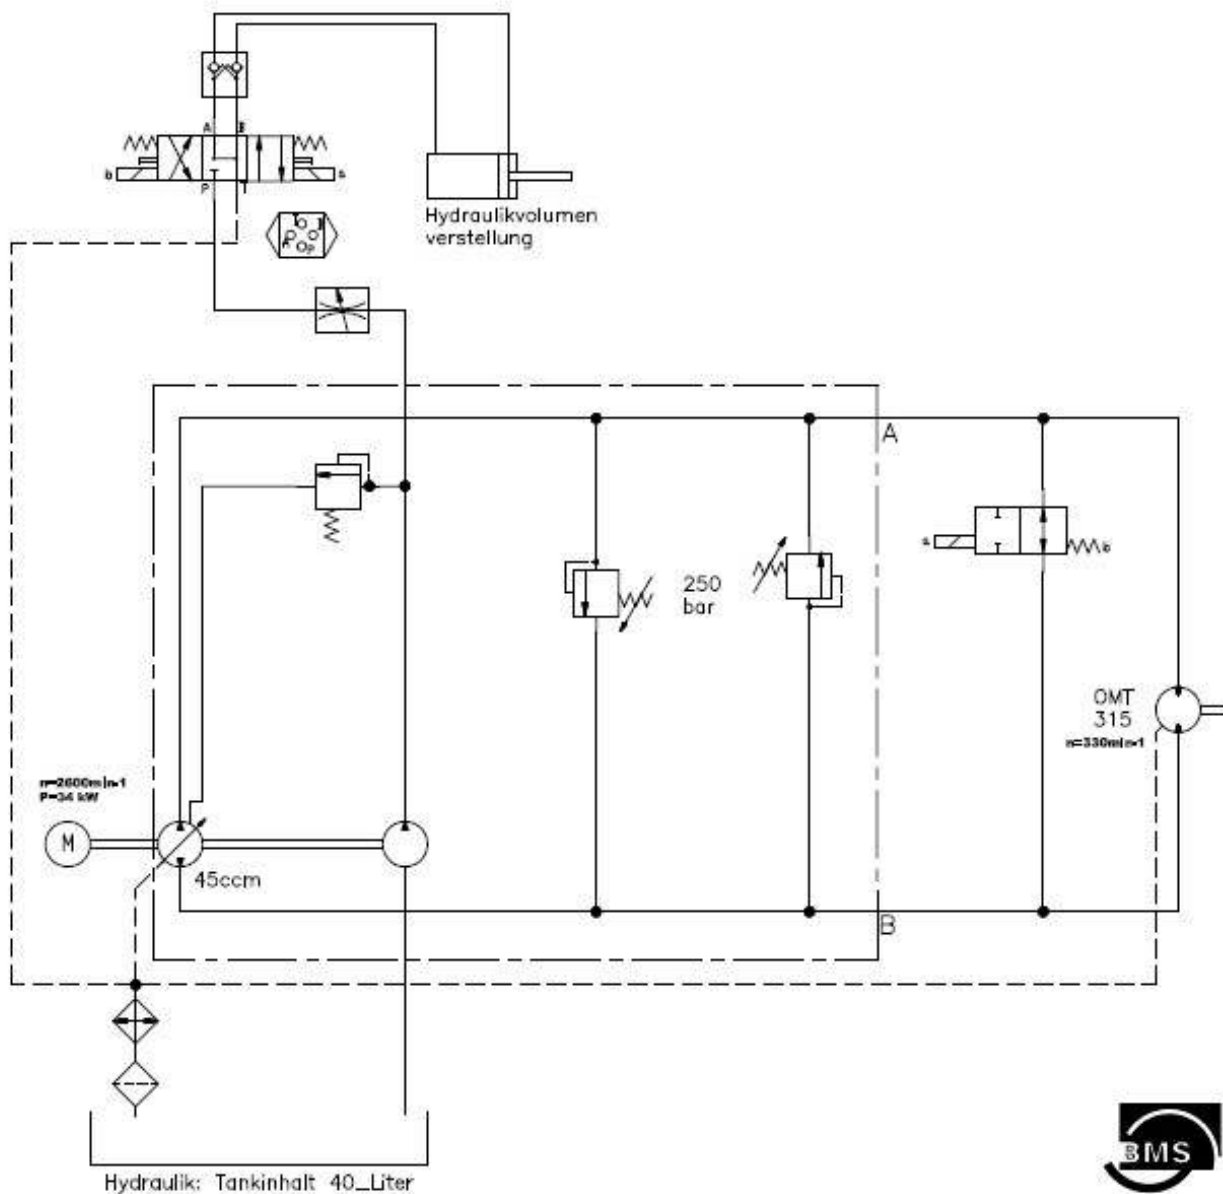 A B
b
a
P T
T
A B
P
Hydraulikvolumen
verstellung
A
a
b
250
bar
OMT
315
n=330min-1
n=2600min-1
P=34 kW
M
45ccm
B
Hydraulik: Tankinhalt 40_Liter
BMS